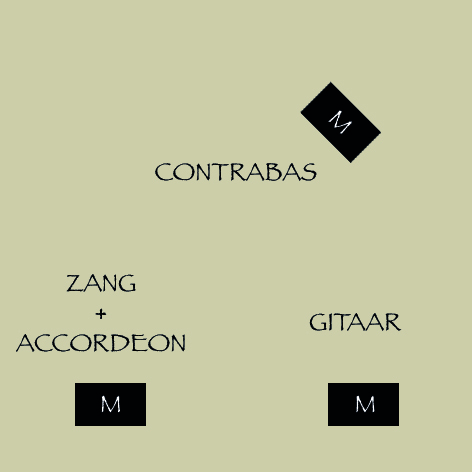 M
CONTRABAS
ZANG
+
ACCORDEON
GITAAR
M
M